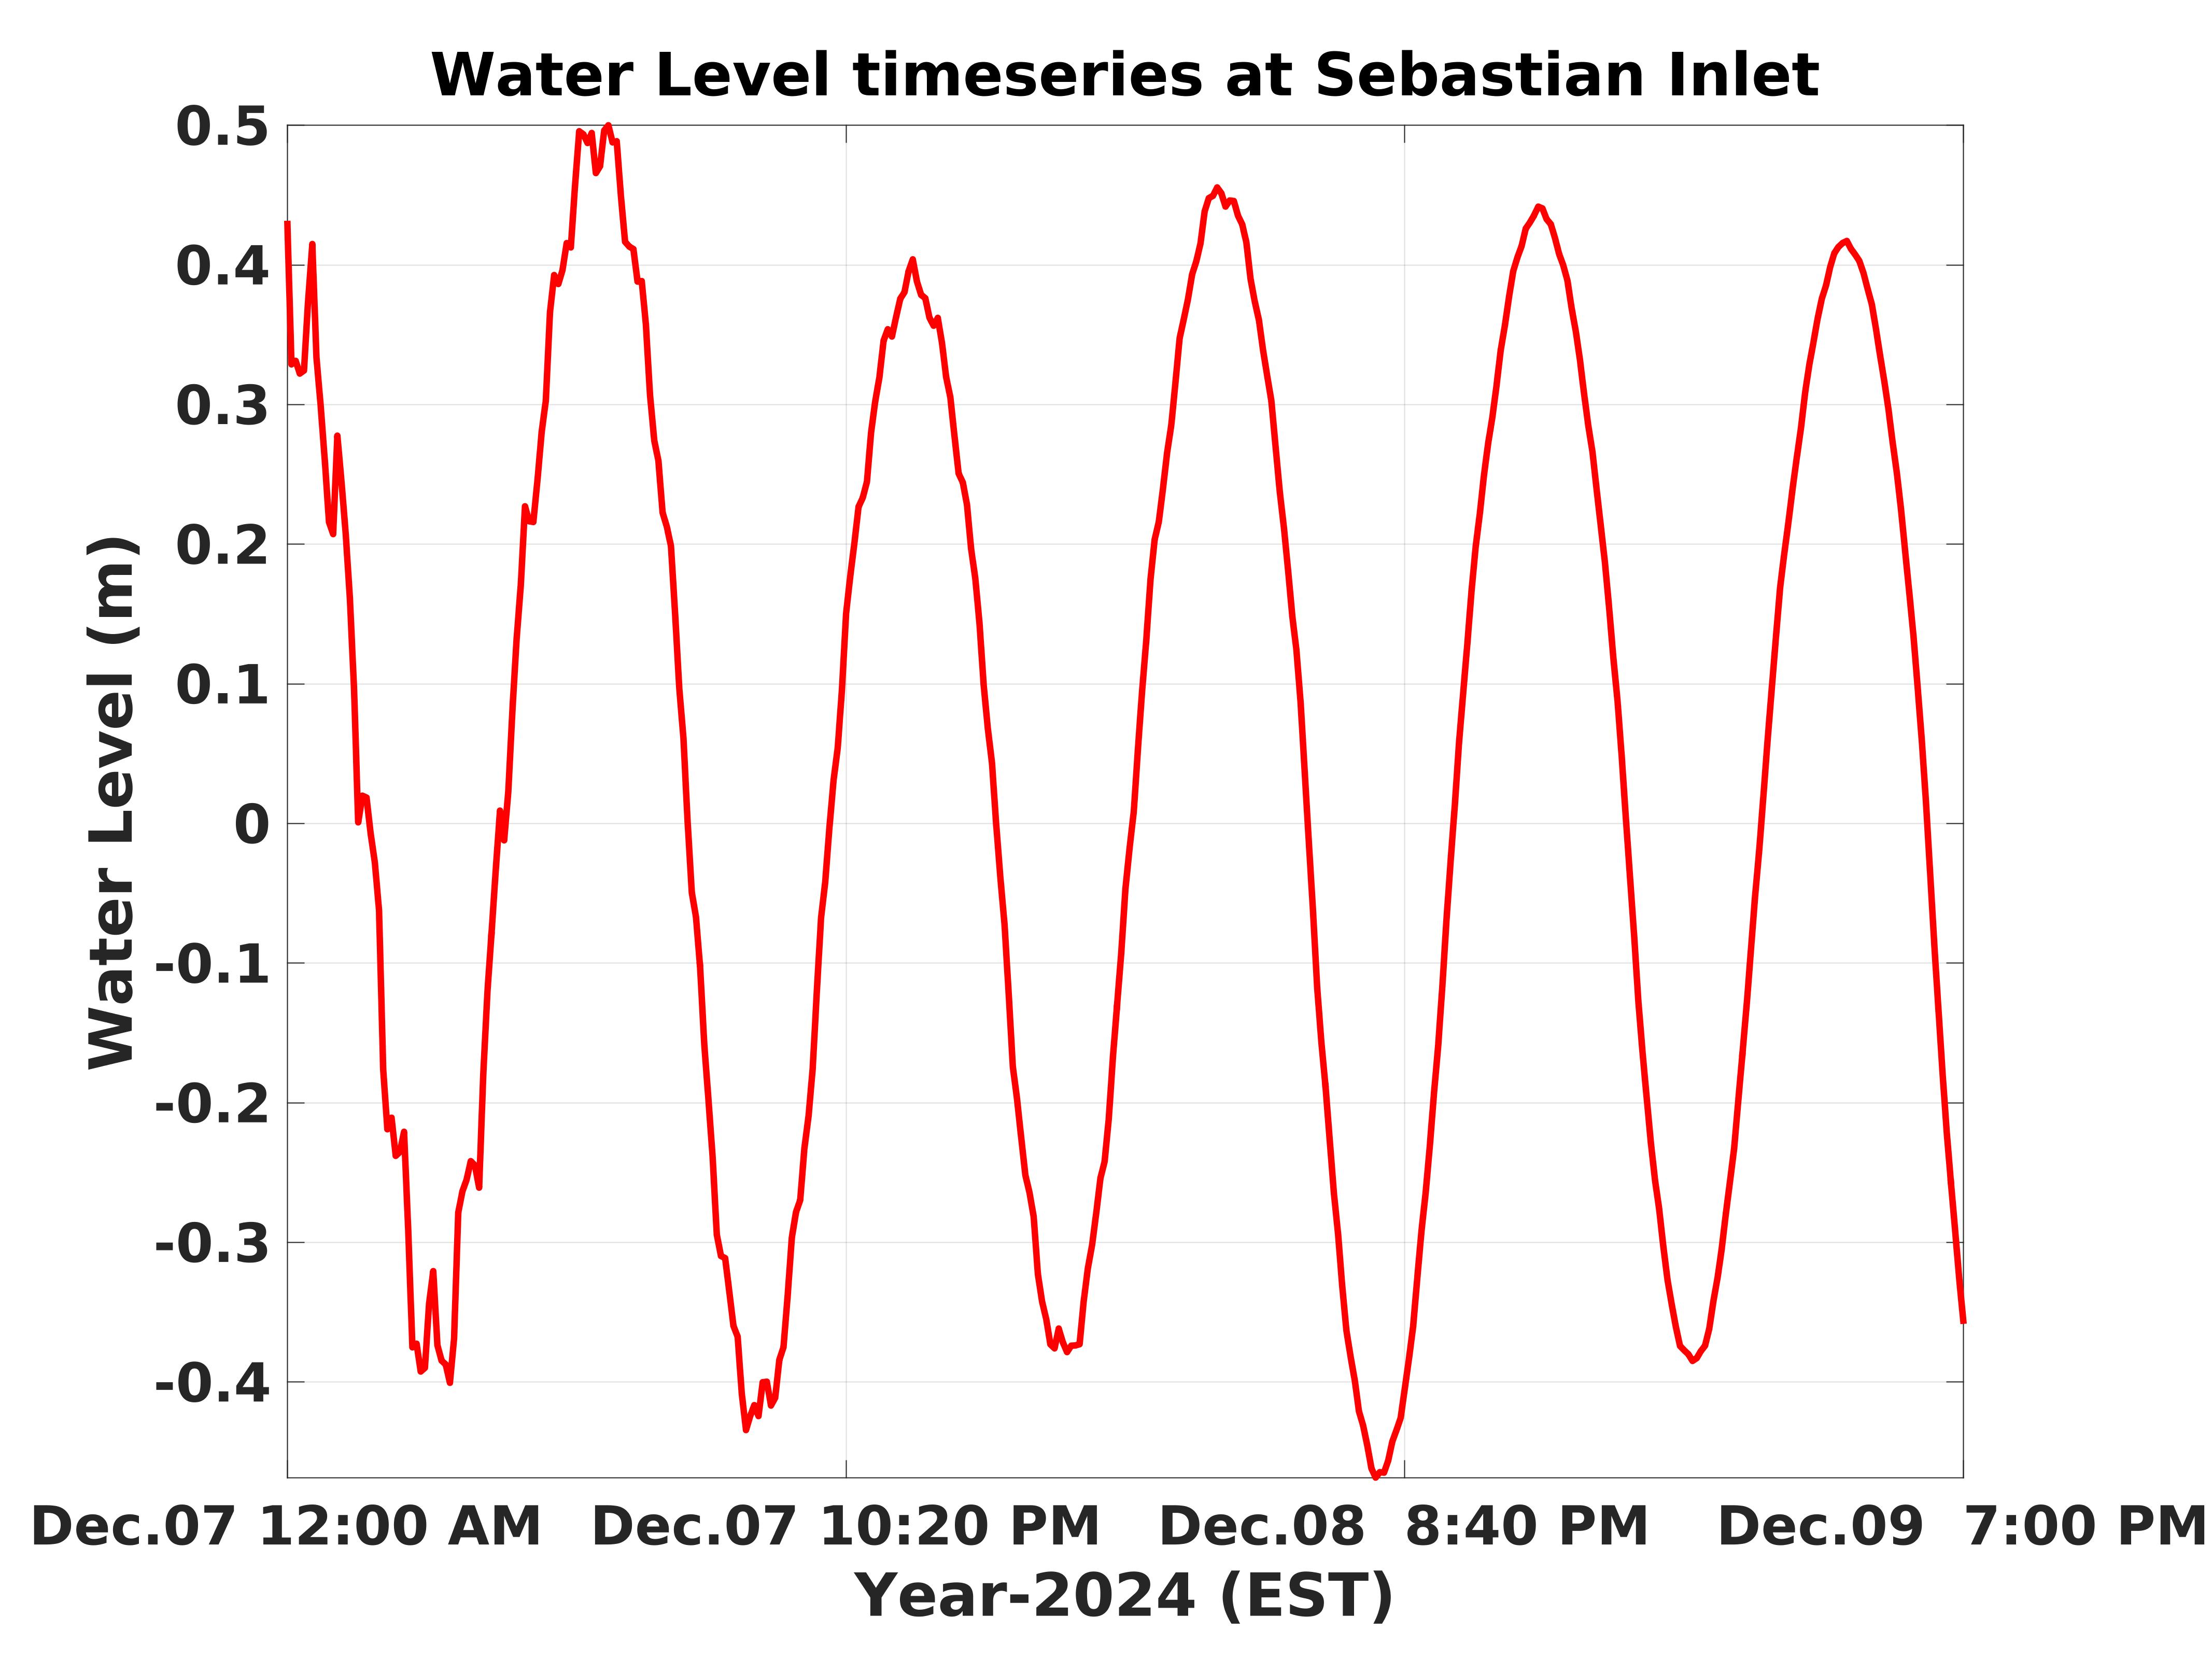 Water Level timeseries at Sebastian Inlet
0.5
0.4
0.3
0.2
0.1
0
-0.1
-0.2
-0.3
-0.4
Water Level (m)
Dec.07 12:00 AM Dec.07 10:20 PM Dec.08 8:40 PM Dec.09 7:00 PM
Year-2024 (EST)